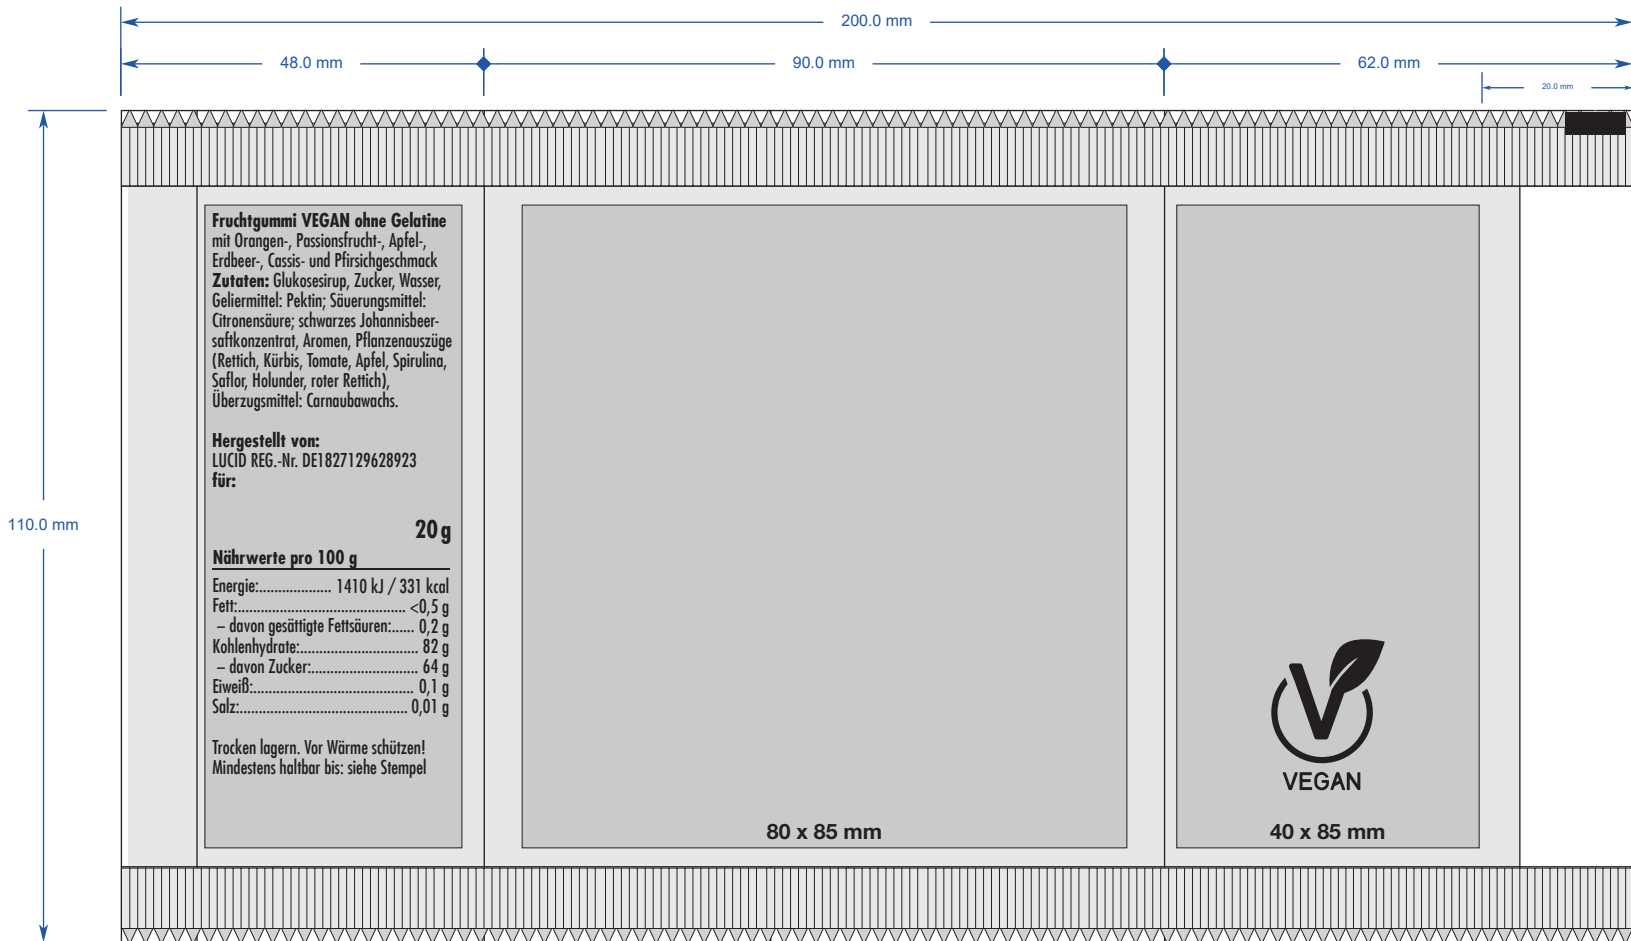 200.0 mm
48.0 mm
90.0 mm
62.0 mm
20.0 mm
110.0 mm
Fruchtgummi VEGAN ohne Gelatine
mit Orangen-, Passionsfrucht-, Apfel-,
Erdbeer-, Cassis- und Pfirsichgeschmack
Zutaten: Glukosesirup, Zucker, Wasser,
Geliermittel: Pektin; Säuerungsmittel:
Citronensäure; schwarzes Johannisbeer-
saftkonzentrat, Aromen, Pflanzenauszüge
(Rettich, Kürbis, Tomate, Apfel, Spirulina,
Saflor, Holunder, roter Rettich),
Überzugsmittel: Carnaubawachs.
Hergestellt von:
LUCID REG.-Nr. DE1827129628923
für:
20 g
Nährwerte pro 100 g
Energie:................... 1410 kJ / 331 kcal
Fett:............................................ <0,5 g
– davon gesättigte Fettsäuren:...... 0,2 g
Kohlenhydrate:............................... 82 g
– davon Zucker:............................ 64 g
Eiweiß:.......................................... 0,1 g
Salz:............................................ 0,01 g
Trocken lagern. Vor Wärme schützen!
Mindestens haltbar bis: siehe Stempel
80 x 85 mm
VEGAN
40 x 85 mm